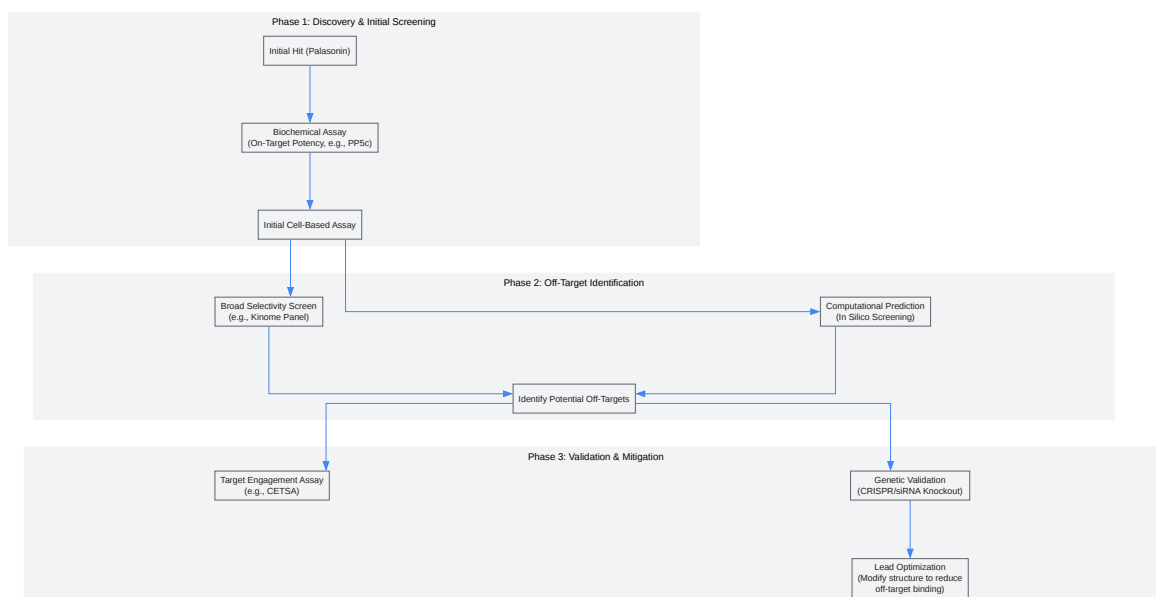 Phase 1: Discovery & Initial Screening
Initial Hit (Palasonin)
Biochemical Assay
(On-Target Potency, e.g., PP5c)
Initial Cell-Based Assay
Phase 2: Off-Target Identification
Broad Selectivity Screen
(e.g., Kinome Panel)
Computational Prediction
(In Silico Screening)
Identify Potential Off-Targets
Phase 3: Validation & Mitigation
Target Engagement Assay
(e.g., CETSA)
Genetic Validation
(CRISPR/siRNA Knockout)
Lead Optimization
(Modify structure to reduce
off-target binding)